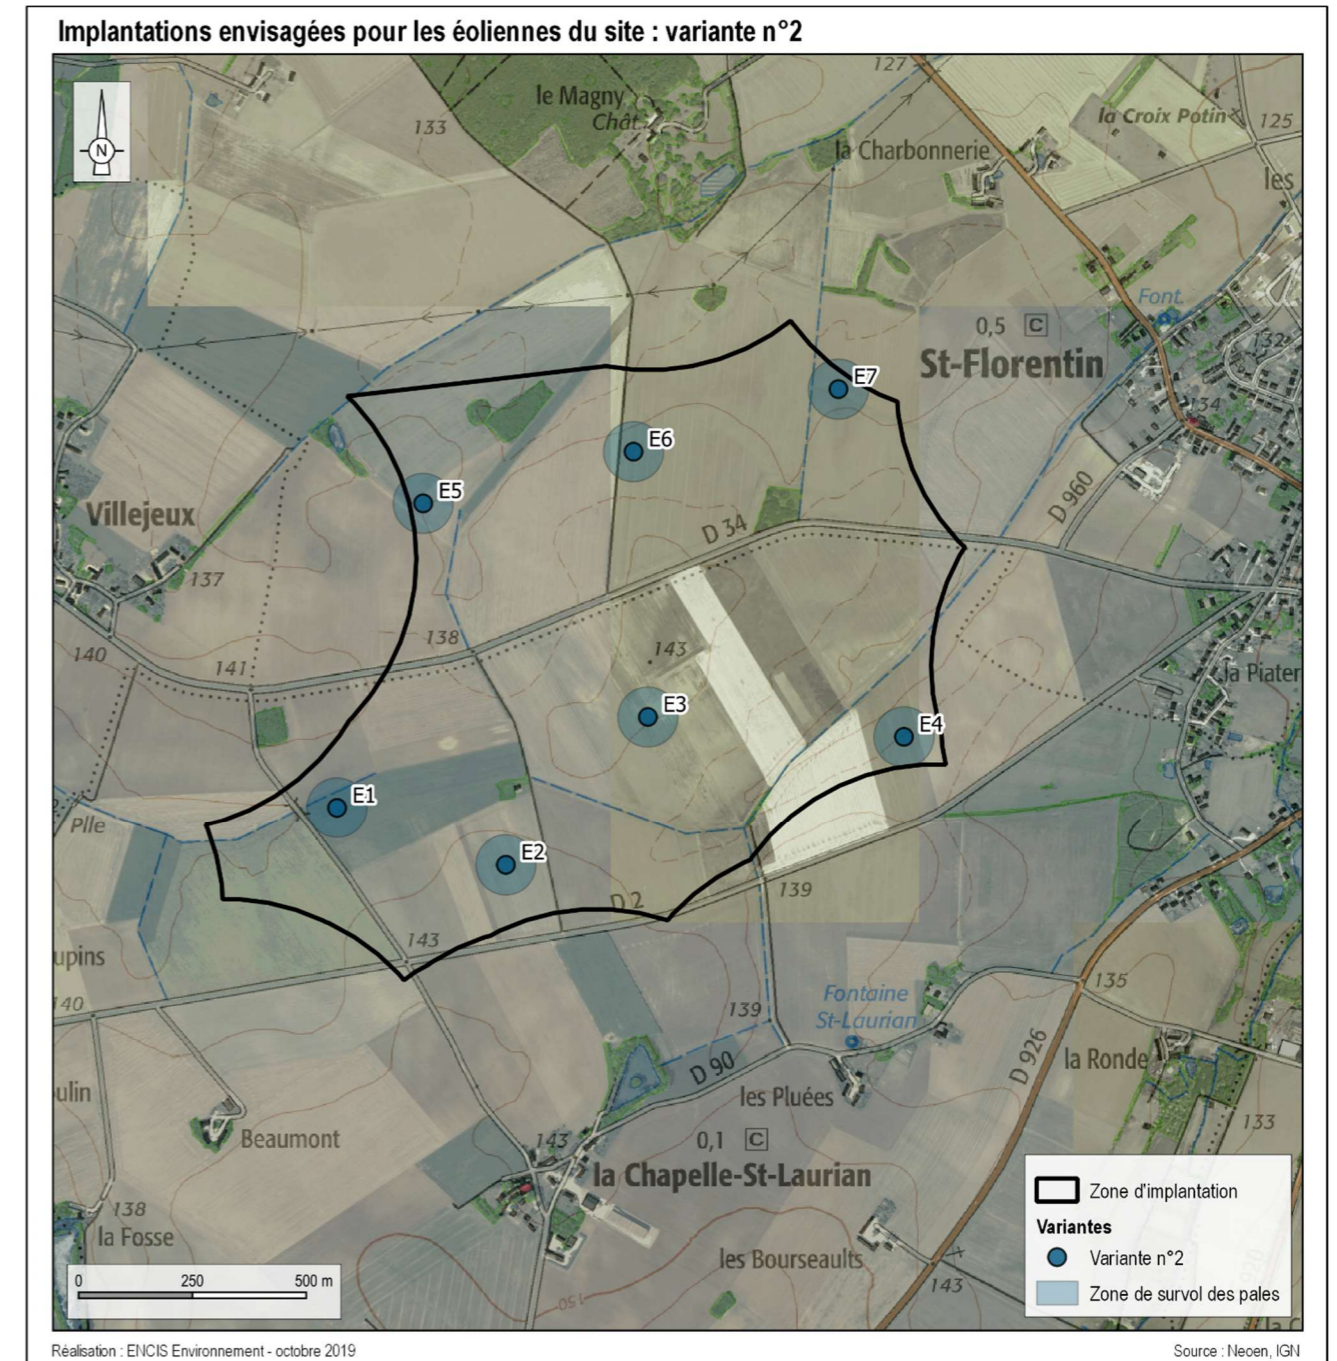 Implantations envisagées pour les éoliennes du site : variante n°2
127
le Magny
Chât.
la Croix Potin
125
133
la Charbonnerie
les
N
Font.
0,5 C
132
St-Florentin
E7
134
E6
E5
D 960
Villejeux
D 34
137
138
143
140
141
la Piater
E3
E4
E1
Plle
E2
139
D 2
143
upins
135
Fontaine
St-Laurian
140
139
D 926
la Ronde
D 90
ulin
les Pluées
133
Beaumont
143
0,1 C
la Chapelle-St-Laurian
138
la Fosse
les Bourseaults
143
150
920
la C
Zone d'implantation
Variantes
Variante n°2
Zone de survol des pales
0 250 500 m
Réalisation : ENCIS Environnement - octobre 2019
Source : Neoen, IGN